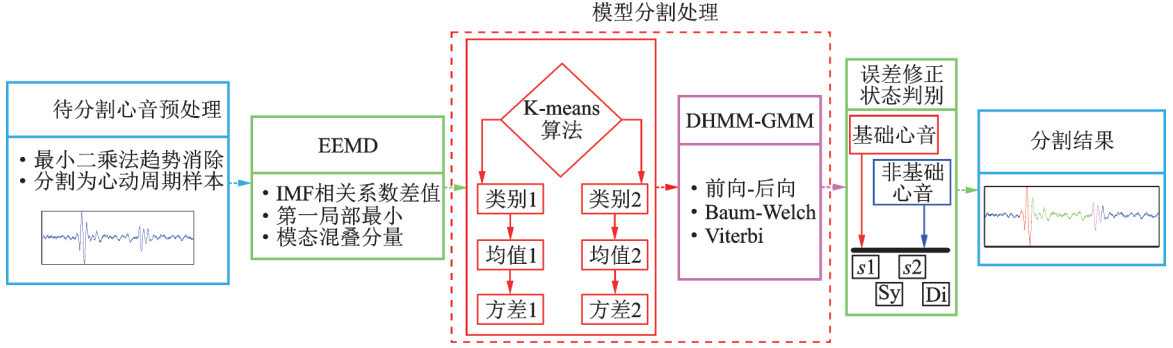 模型分割处理
待分割心音预处理
• 最小二乘法趋势消除
• 分割为心动周期样本
EEMD
• IMF相关系数差值
• 第一局部最小
• 模态混叠分量
K-means
算法
类别1
类别2
均值1
均值2
方差1
方差2
DHMM-GMM
• 前向-后向
• Baum-Welch
• Viterbi
误差修正
状态判别
基础心音
非基础
心音
s1
s2
Sy
Di
分割结果